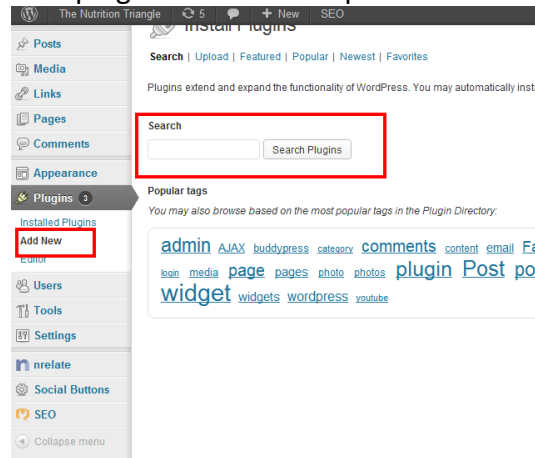 The Nutrition Triangle 5 + New SEO
Install Plugins
Search | Upload | Featured | Popular | Newest | Favorites
Plugins extend and expand the functionality of WordPress. You may automatically inst
Search
Search Plugins
Popular tags
You may also browse based on the most popular tags in the Plugin Directory:
admin AJAX buddypress category comments content email Fa
login media page pages photo photos plugin Post po
widget widgets wordpress youtube
Posts
Media
Links
Pages
Comments
Appearance
Plugins 3
Installed Plugins
Add New
Editor
Users
Tools
Settings
nrelate
Social Buttons
SEO
Collapse menu